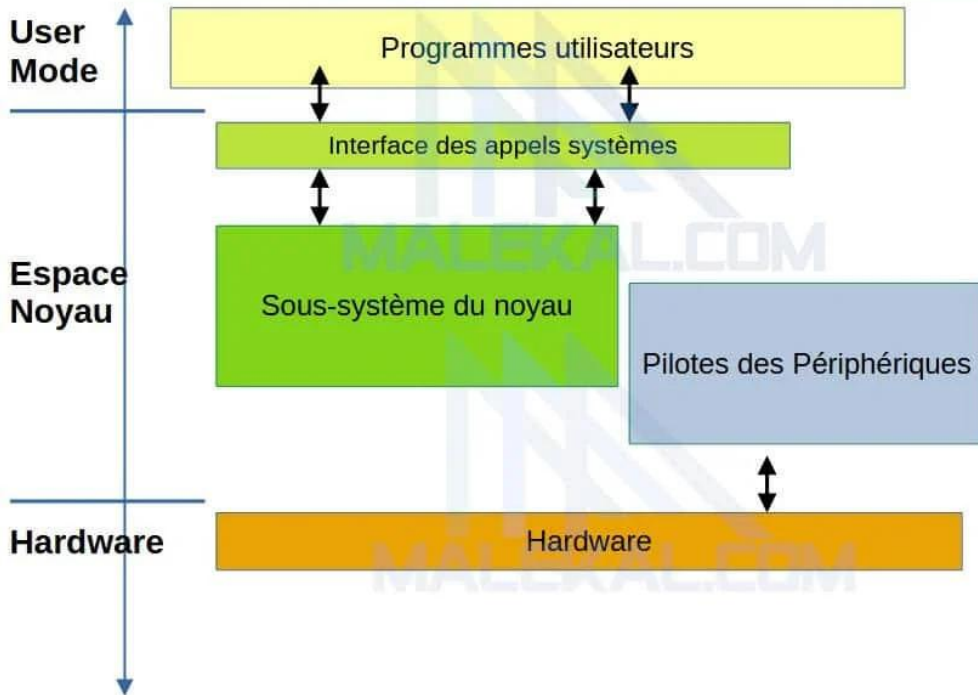 User
Mode
Programmes utilisateurs
Interface des appels systèmes
MALEKAL.COM
Espace
Noyau
Sous-système du noyau
Pilotes des Périphériques
Hardware
Hardware
MALEKAL.COM